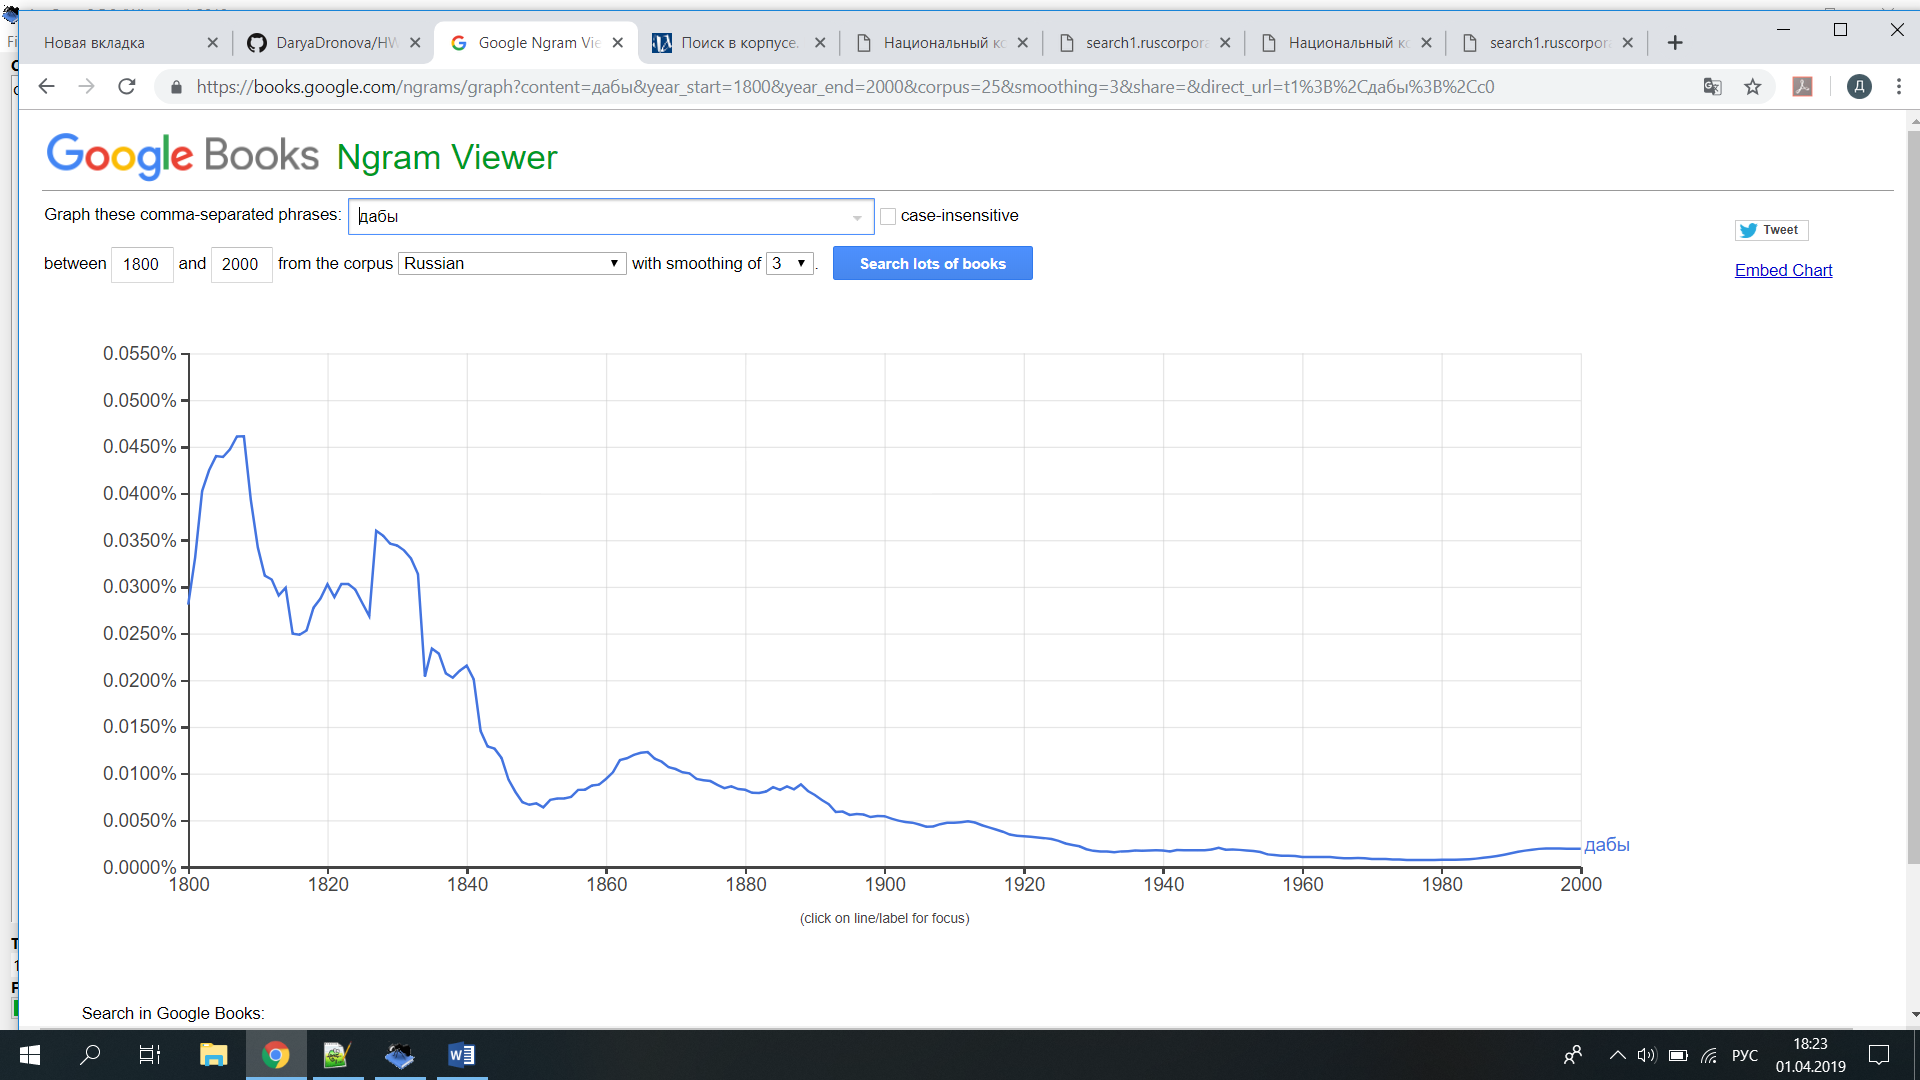 Новая вкладка
DaryaDronova/HW
Google Ngram Vie
Поиск в корпусе.
Национальный ко
search1.ruscorpora
Национальный ко
search1.ruscorpora
https://books.google.com/ngrams/graph?content=дабы&year_start=1800&year_end=2000&corpus=25&smoothing=3&share=&direct_url=t1%3B%2Cдабы%3B%2Cc0
Д
Google Books Ngram Viewer
Graph these comma-separated phrases: дабы case-insensitive
Tweet
between 1800 and 2000 from the corpus Russian with smoothing of 3. Search lots of books
Embed Chart
0.0550%
0.0500%
0.0450%
0.0400%
0.0350%
0.0300%
0.0250%
0.0200%
0.0150%
0.0100%
0.0050%
0.0000%
дабы
1800 1820 1840 1860 1880 1900 1920 1940 1960 1980 2000
(click on line/label for focus)
Search in Google Books:
РУС
18:23
01.04.2019